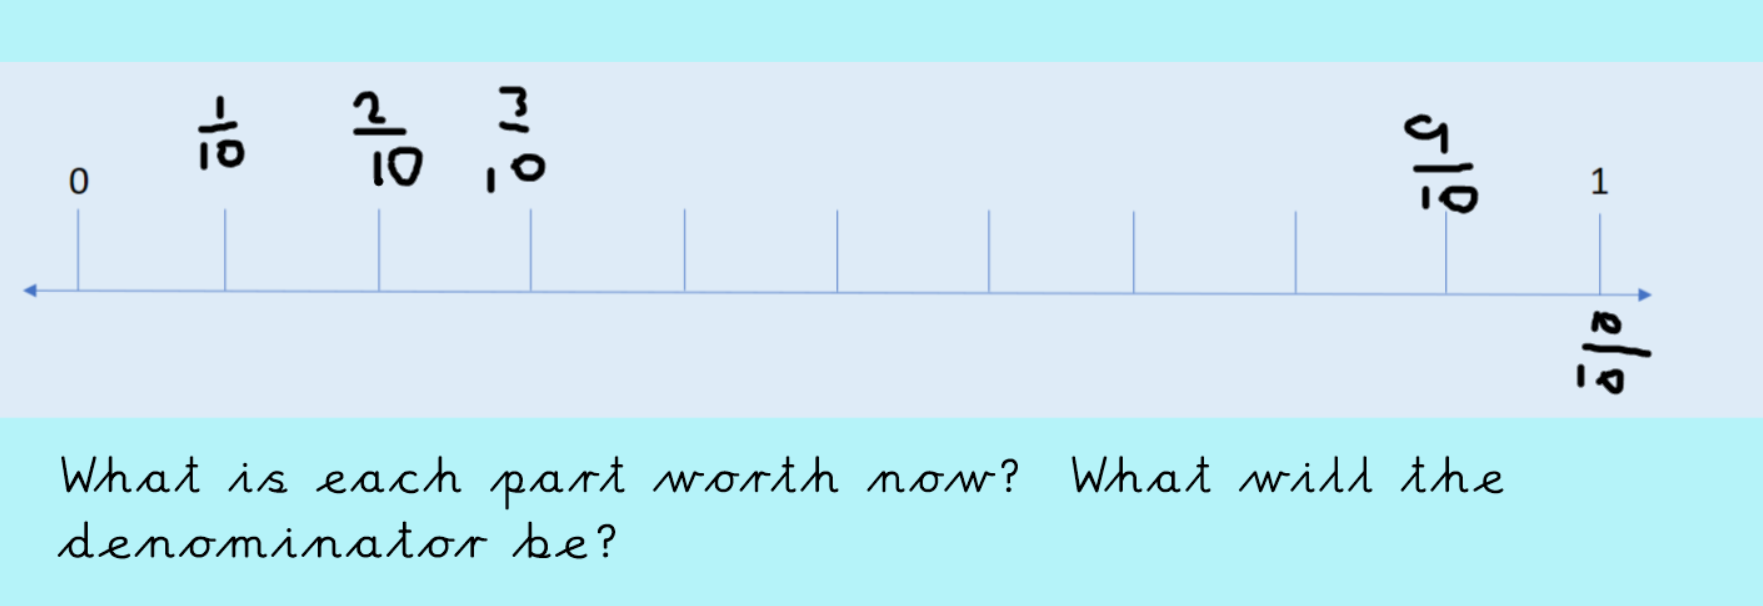 0 1/10 2/10 3/10 9/10 1
10/10
What is each part worth now? What will the
denominator be?